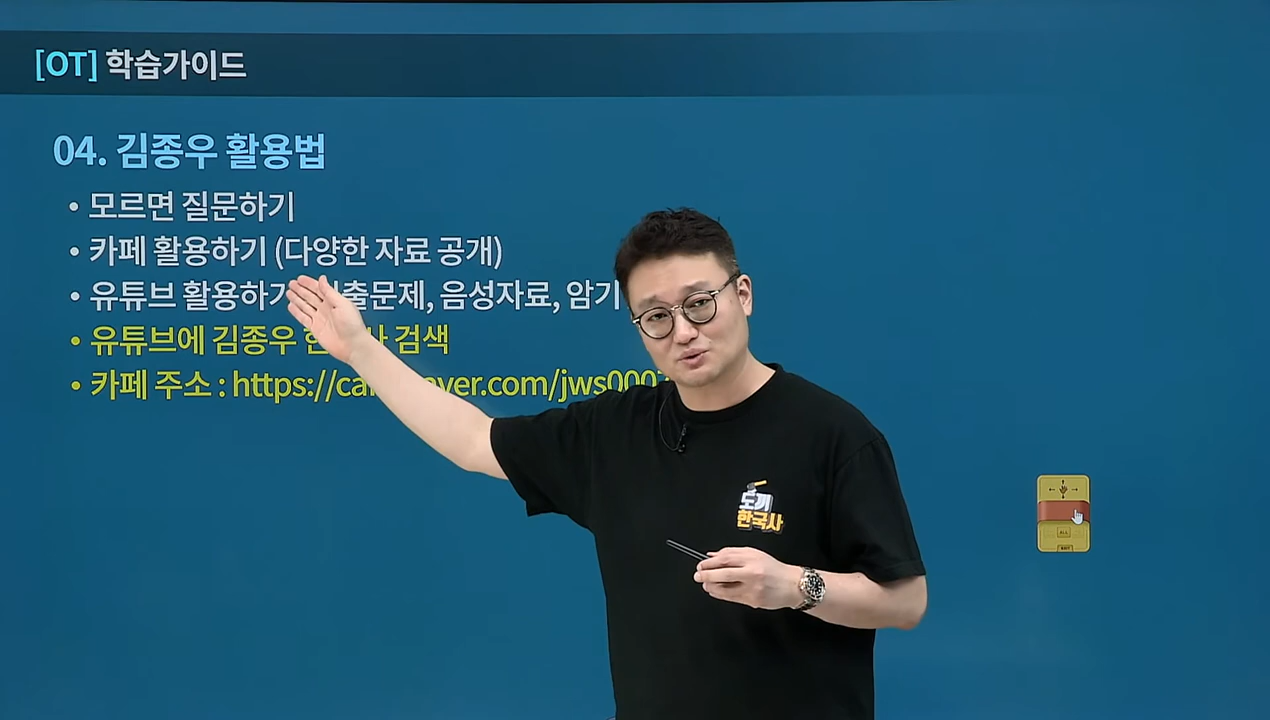 [OT] 학습가이드
04. 김종우 활용법
• 모르면 질문하기
• 카페 활용하기 (다양한 자료 공개)
• 유튜브 활용하기 출문제, 음성자료, 암기
• 유튜브에 김종우 검색
• 카페 주소 : https://ca ver.com/jws000
도끼
한국사